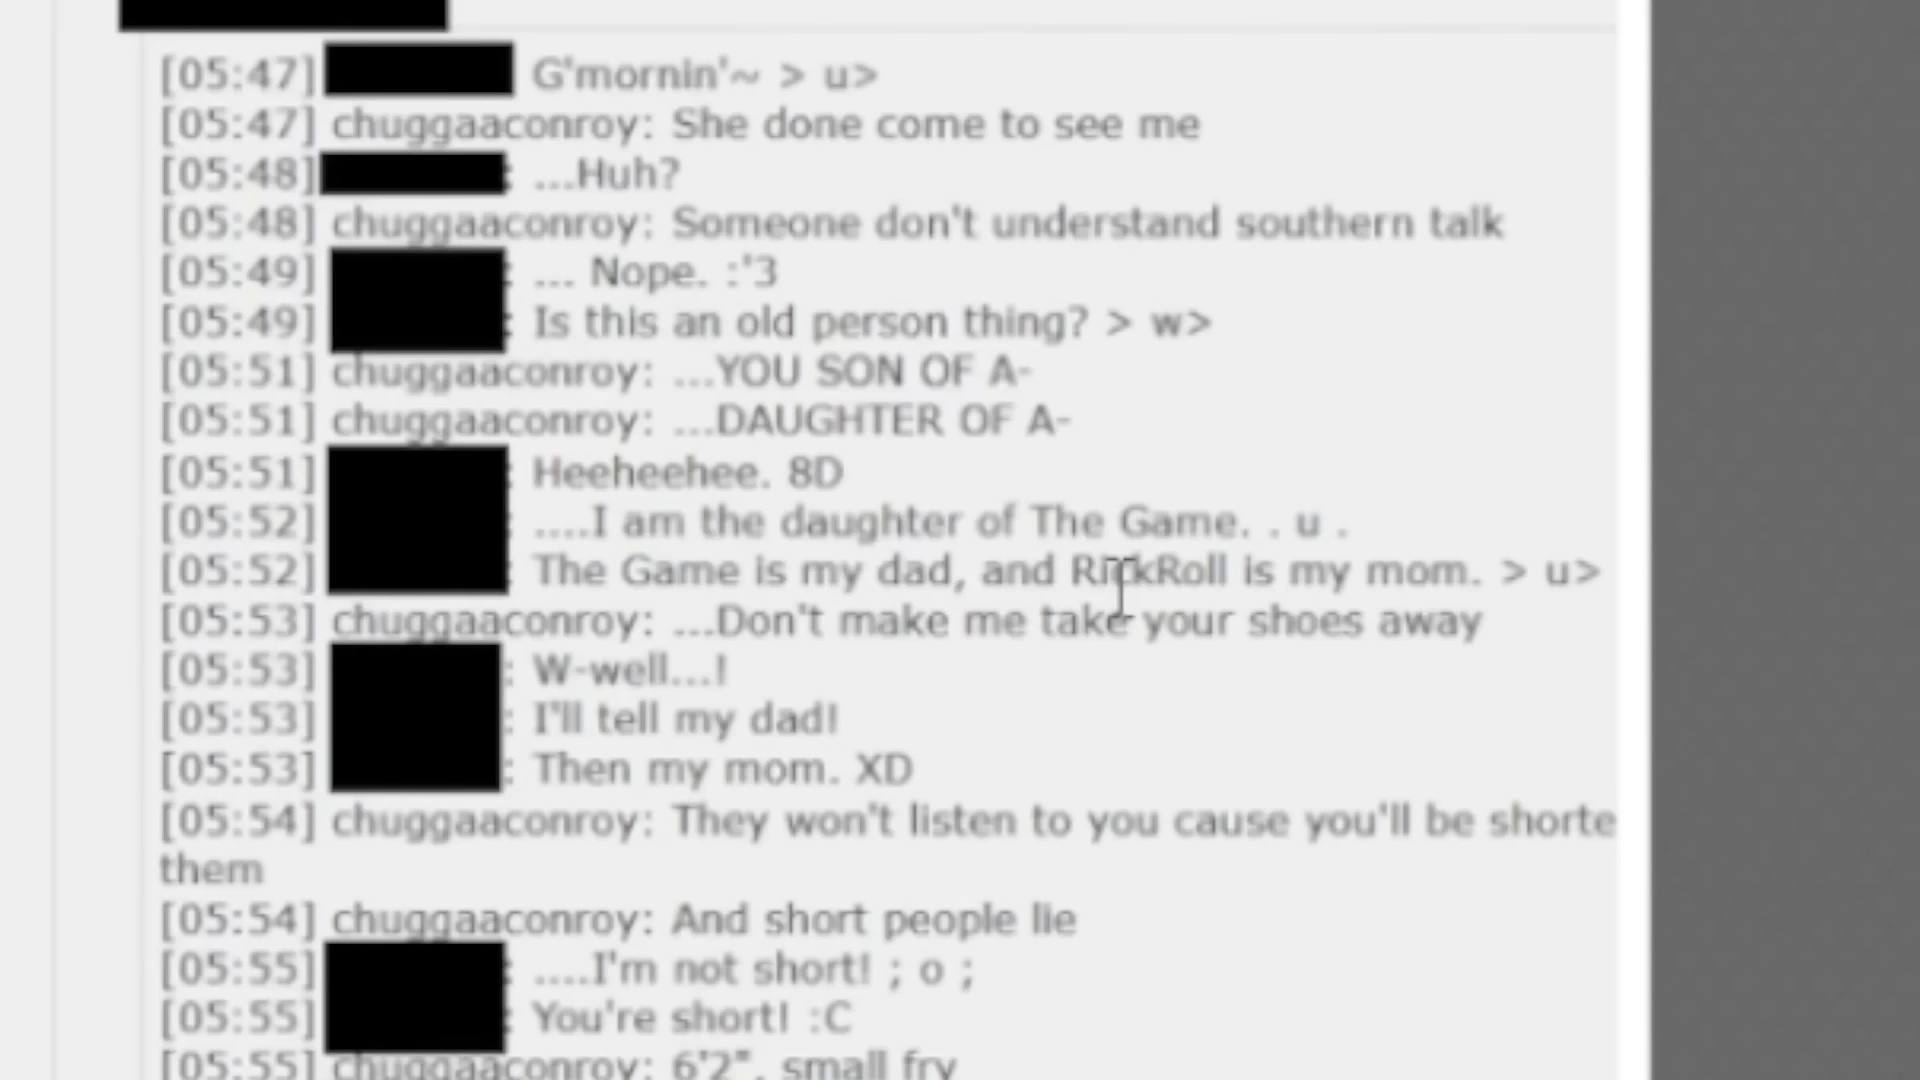 [05:47] G'mornin'~ > u>
[05:47] chuggaaconroy: She done come to see me
[05:48] : ...Huh?
[05:48] chuggaaconroy: Someone don't understand southern talk
[05:49] : ... Nope. :'3
[05:49] : Is this an old person thing? > w>
[05:51] chuggaaconroy: ...YOU SON OF A-
[05:51] chuggaaconroy: ...DAUGHTER OF A-
[05:51] : Heeheehee. 8D
[05:52] : ....I am the daughter of The Game. . u .
[05:52] : The Game is my dad, and RickRoll is my mom. > u>
[05:53] chuggaaconroy: ...Don't make me take your shoes away
[05:53] : W-well...!
[05:53] : I'll tell my dad!
[05:53] : Then my mom. XD
[05:54] chuggaaconroy: They won't listen to you cause you'll be shorte
them
[05:54] chuggaaconroy: And short people lie
[05:55] : ....I'm not short! ; o ;
[05:55] : You're short! :C
[05:55] chuggaaconroy: 6'2", small fry